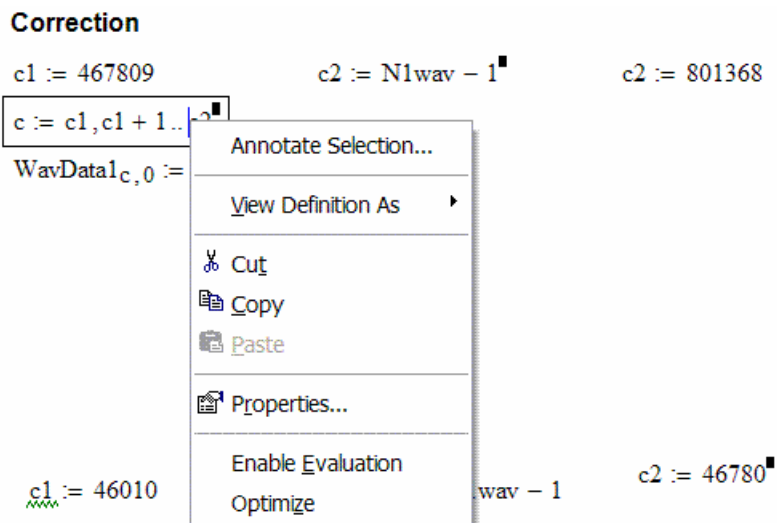 Correction
c1 := 467809 c2 := N1wav − 1 c2 := 801368
c := c1 , c1 + 1 .. c2
WavData1c , 0 :=
Annotate Selection...
View Definition As
Cut
Copy
Paste
Properties...
Enable Evaluation
Optimize
c1 := 46010 wav − 1 c2 := 46780